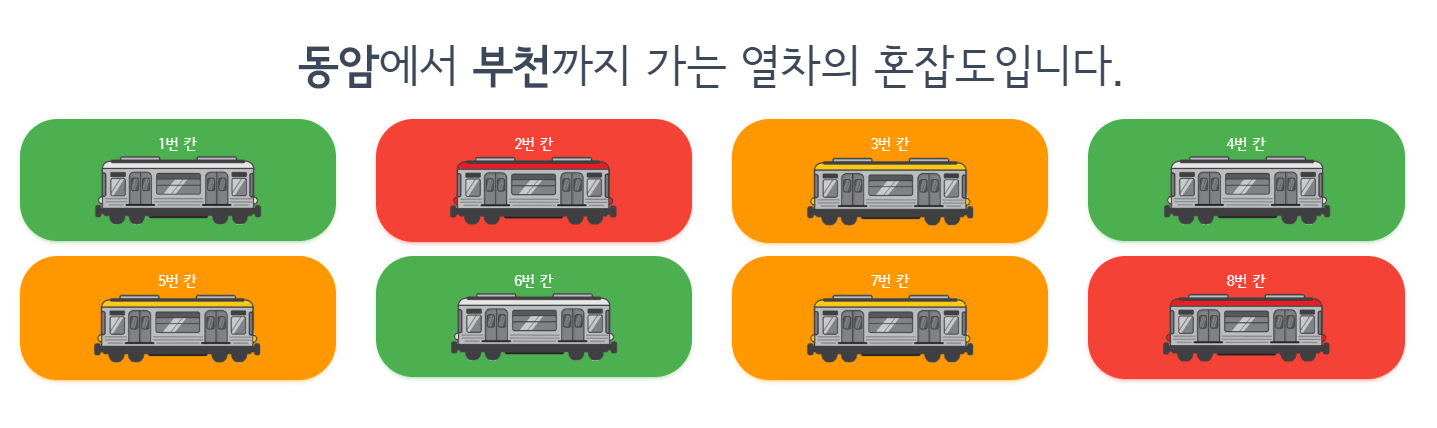 동암에서 부천까지 가는 열차의 혼잡도입니다.
1번 칸
2번 칸
3번 칸
4번 칸
5번 칸
6번 칸
7번 칸
8번 칸